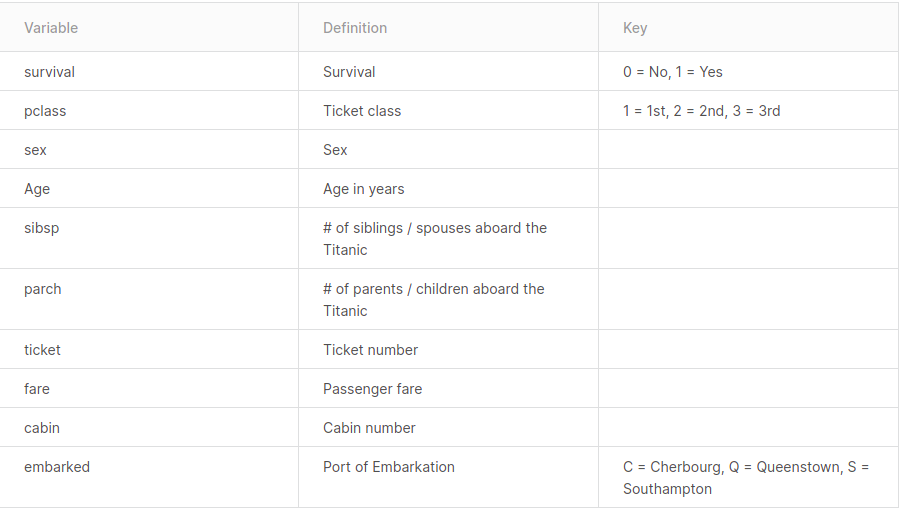 Variable Definition Key
survival Survival 0 = No, 1 = Yes
pclass Ticket class 1 = 1st, 2 = 2nd, 3 = 3rd
sex Sex
Age Age in years
sibsp # of siblings / spouses aboard the
Titanic
parch # of parents / children aboard the
Titanic
ticket Ticket number
fare Passenger fare
cabin Cabin number
embarked Port of Embarkation C = Cherbourg, Q = Queenstown, S =
Southampton